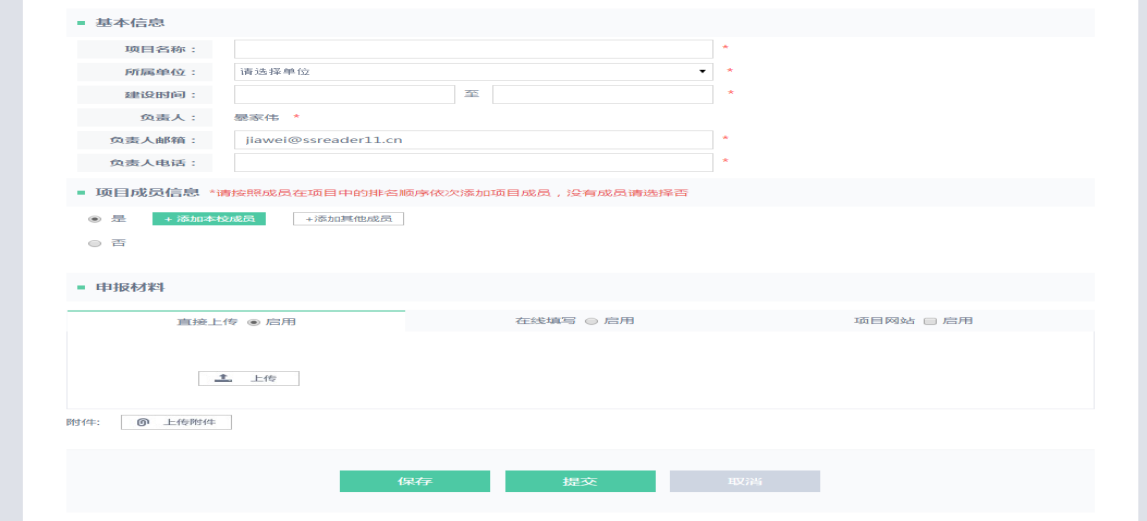 基本信息
项目名称： *
所属单位： 请选择单位 *
建设时间： 至 *
负责人： 暴家伟 *
负责人邮箱： jiawei@ssreader11.cn *
负责人电话： *
项目成员信息 *请按照成员在项目中的排名顺序依次添加项目成员，没有成员请选择否
是 +添加本校成员 +添加其他成员
否
申报材料
直接上传 启用 在线填写 启用 项目网站 启用
上传
附件: 上传附件
保存 提交 取消